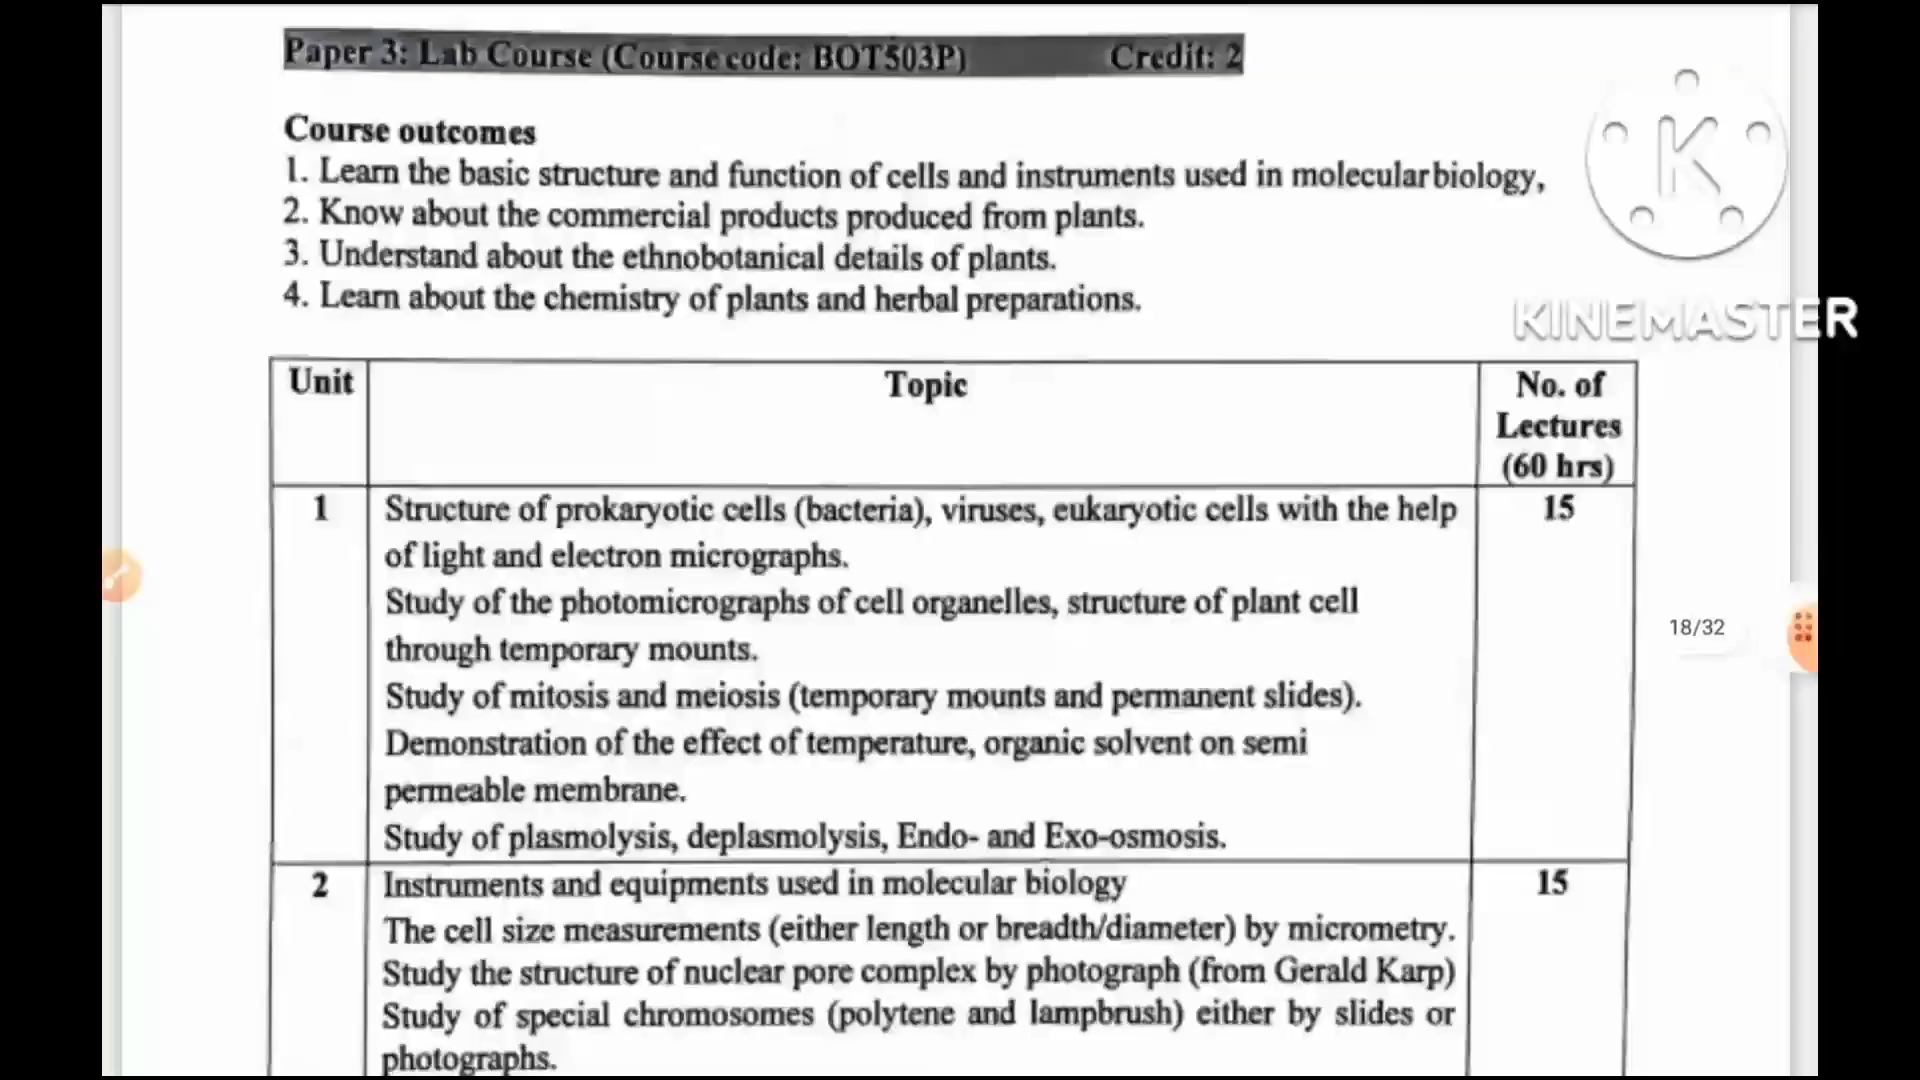 Paper 3: Lab Course (Course code: BOT503P) Credit: 2
Course outcomes
1. Learn the basic structure and function of cells and instruments used in molecular biology,
2. Know about the commercial products produced from plants.
3. Understand about the ethnobotanical details of plants.
4. Learn about the chemistry of plants and herbal preparations.
K
KINEMASTER
Unit Topic No. of
Lectures
(60 hrs)
1 Structure of prokaryotic cells (bacteria), viruses, eukaryotic cells with the help 15
of light and electron micrographs.
Study of the photomicrographs of cell organelles, structure of plant cell
through temporary mounts.
18/32
Study of mitosis and meiosis (temporary mounts and permanent slides).
Demonstration of the effect of temperature, organic solvent on semi
permeable membrane.
Study of plasmolysis, deplasmolysis, Endo- and Exo-osmosis.
2 Instruments and equipments used in molecular biology 15
The cell size measurements (either length or breadth/diameter) by micrometry.
Study the structure of nuclear pore complex by photograph (from Gerald Karp)
Study of special chromosomes (polytene and lampbrush) either by slides or
photographs.